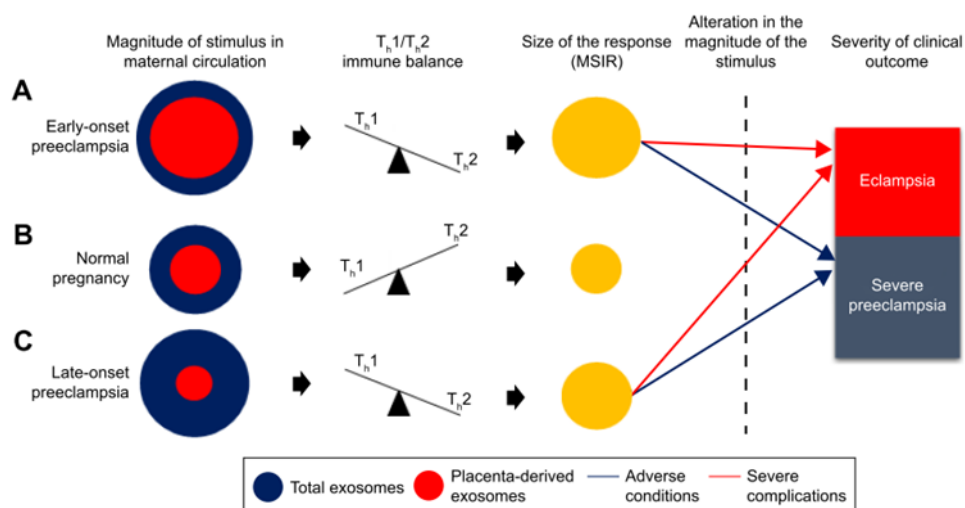 Magnitude of stimulus in
maternal circulation
Tₕ1/Tₕ2
immune balance
Size of the response
(MSIR)
Alteration in the
magnitude of the
stimulus
Severity of clinical
outcome
A
Early-onset
preeclampsia
Tₕ1
Tₕ2
Eclampsia
B
Normal
pregnancy
Tₕ2
Tₕ1
Severe
preeclampsia
C
Late-onset
preeclampsia
Tₕ1
Tₕ2
Total exosomes
Placenta-derived
exosomes
Adverse
conditions
Severe
complications